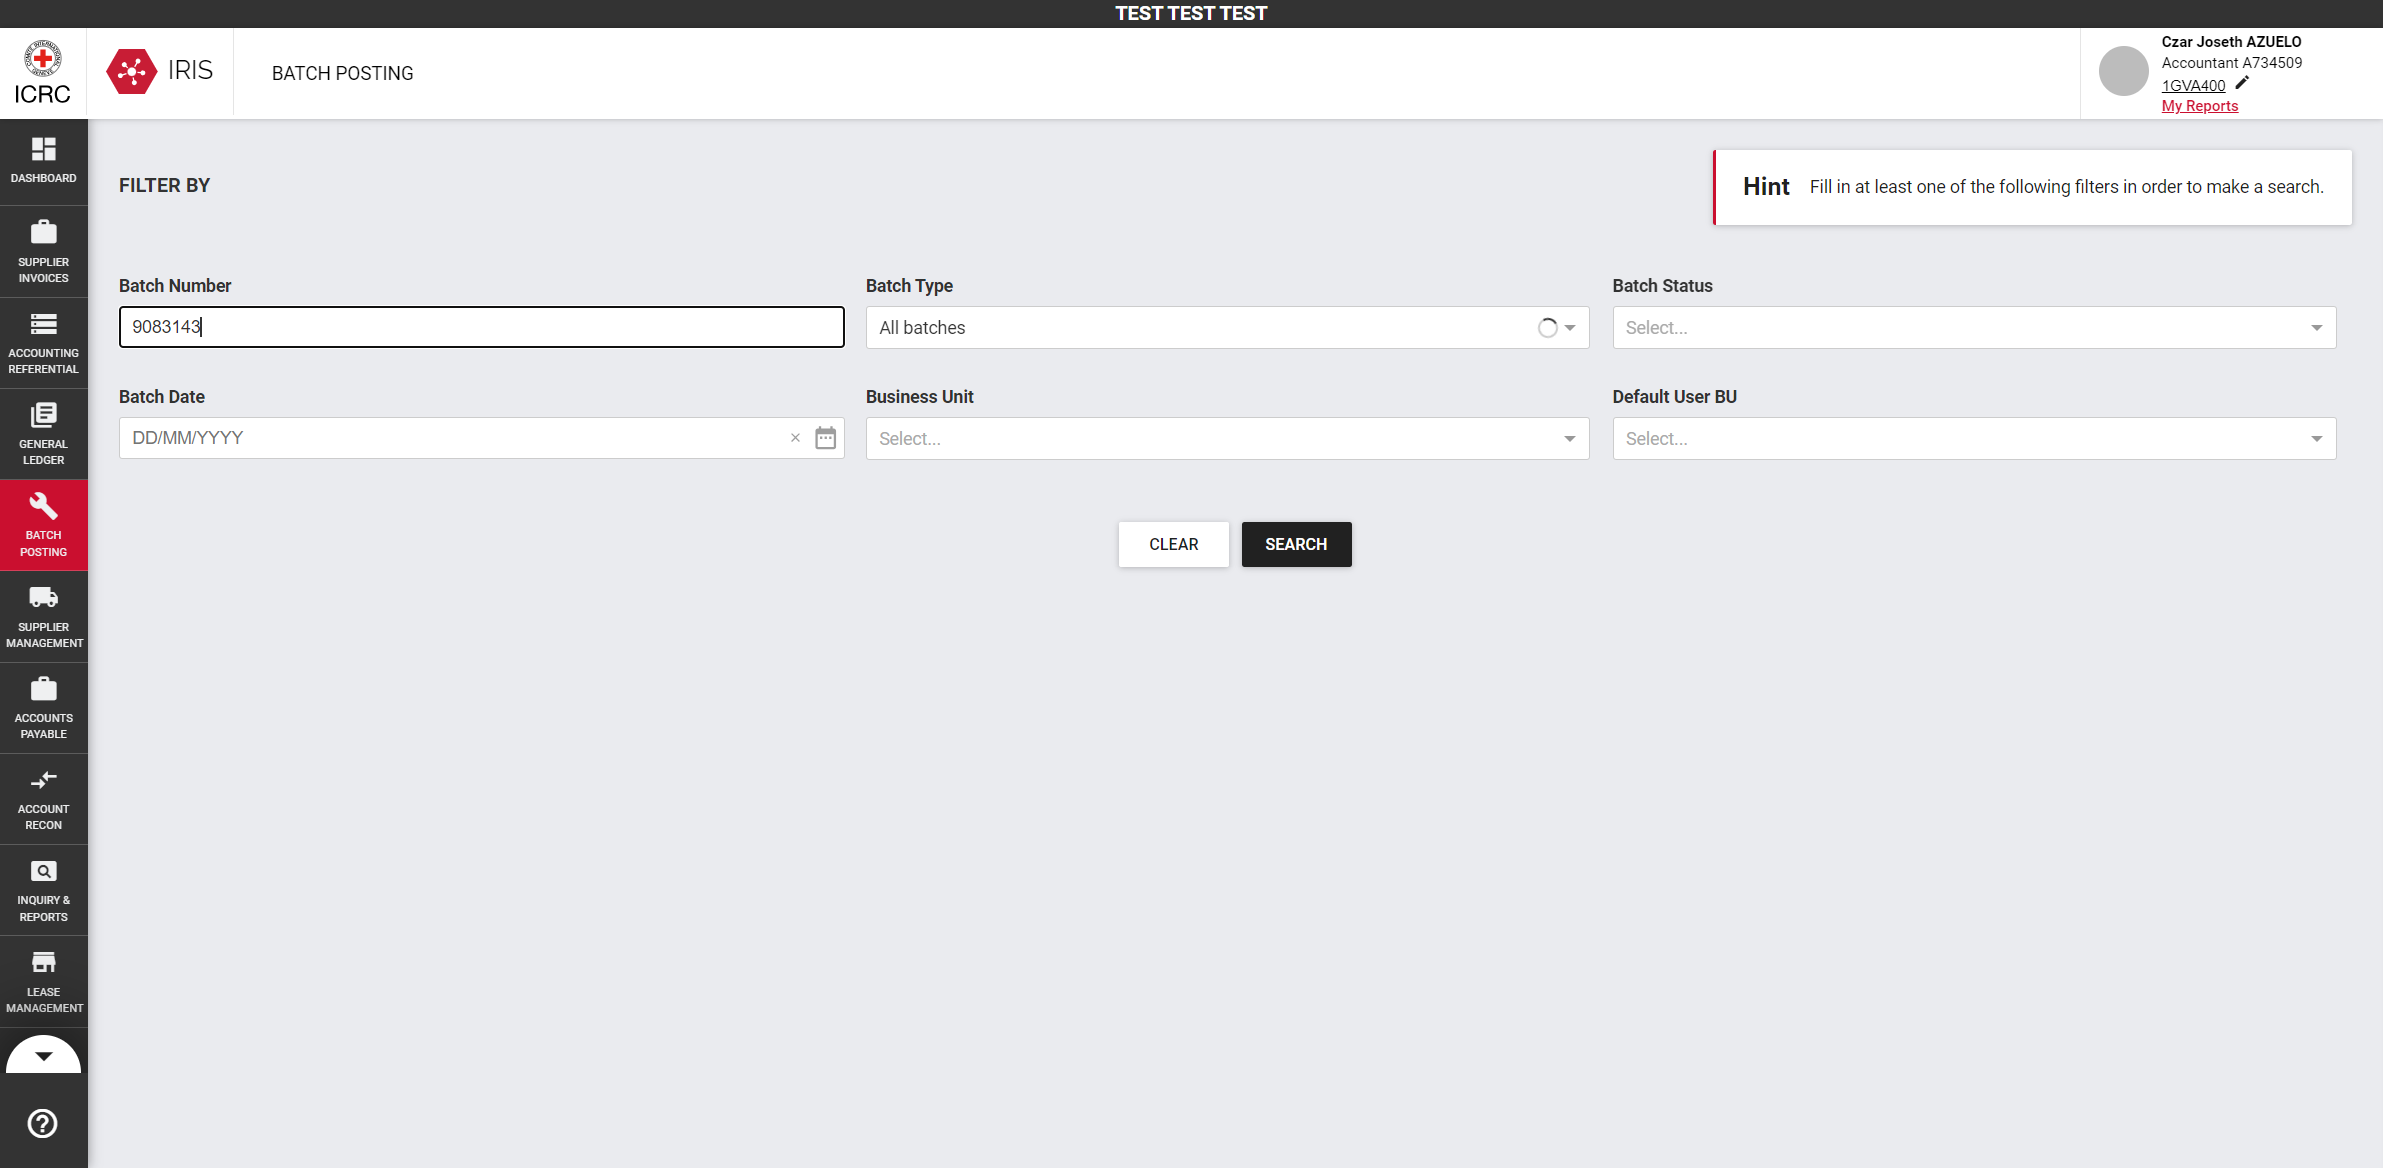 TEST TEST TEST
ICRC
IRIS
BATCH POSTING
Czar Joseth AZUELO
Accountant A734509
1GVA400
My Reports
DASHBOARD
SUPPLIER
INVOICES
ACCOUNTING
REFERENTIAL
GENERAL
LEDGER
BATCH
POSTING
SUPPLIER
MANAGEMENT
ACCOUNTS
PAYABLE
ACCOUNT
RECON
INQUIRY &
REPORTS
LEASE
MANAGEMENT
FILTER BY
Hint Fill in at least one of the following filters in order to make a search.
Batch Number
9083143
Batch Type
All batches
Batch Status
Select...
Batch Date
DD/MM/YYYY
Business Unit
Select...
Default User BU
Select...
CLEAR
SEARCH